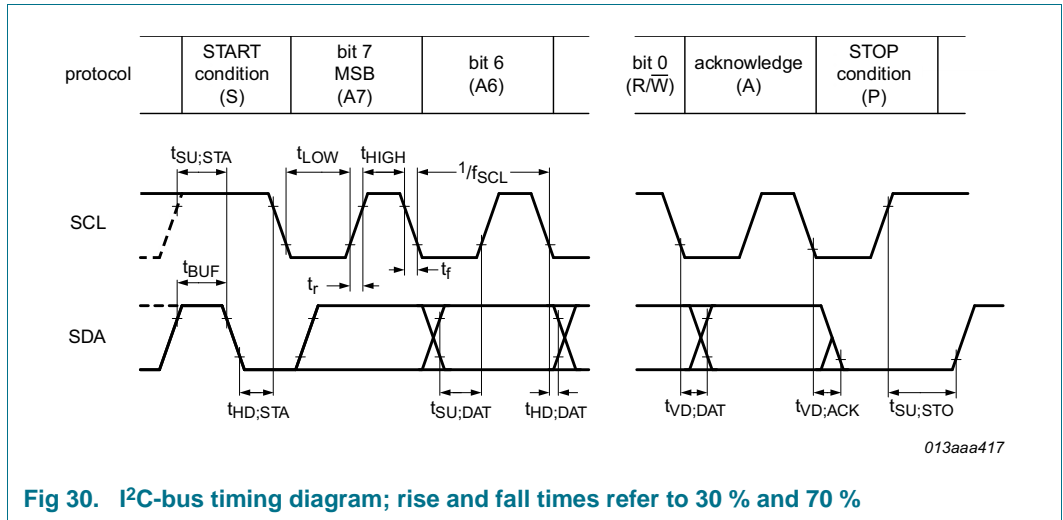 protocol
START
condition
(S)
bit 7
MSB
(A7)
bit 6
(A6)
bit 0
(R/W̅)
acknowledge
(A)
STOP
condition
(P)
tSU;STA
tLOW
tHIGH
1/fSCL
SCL
tBUF
tr
tf
SDA
tHD;STA
tSU;DAT
tHD;DAT
tVD;DAT
tVD;ACK
tSU;STO
013aaa417
Fig 30. I²C-bus timing diagram; rise and fall times refer to 30 % and 70 %